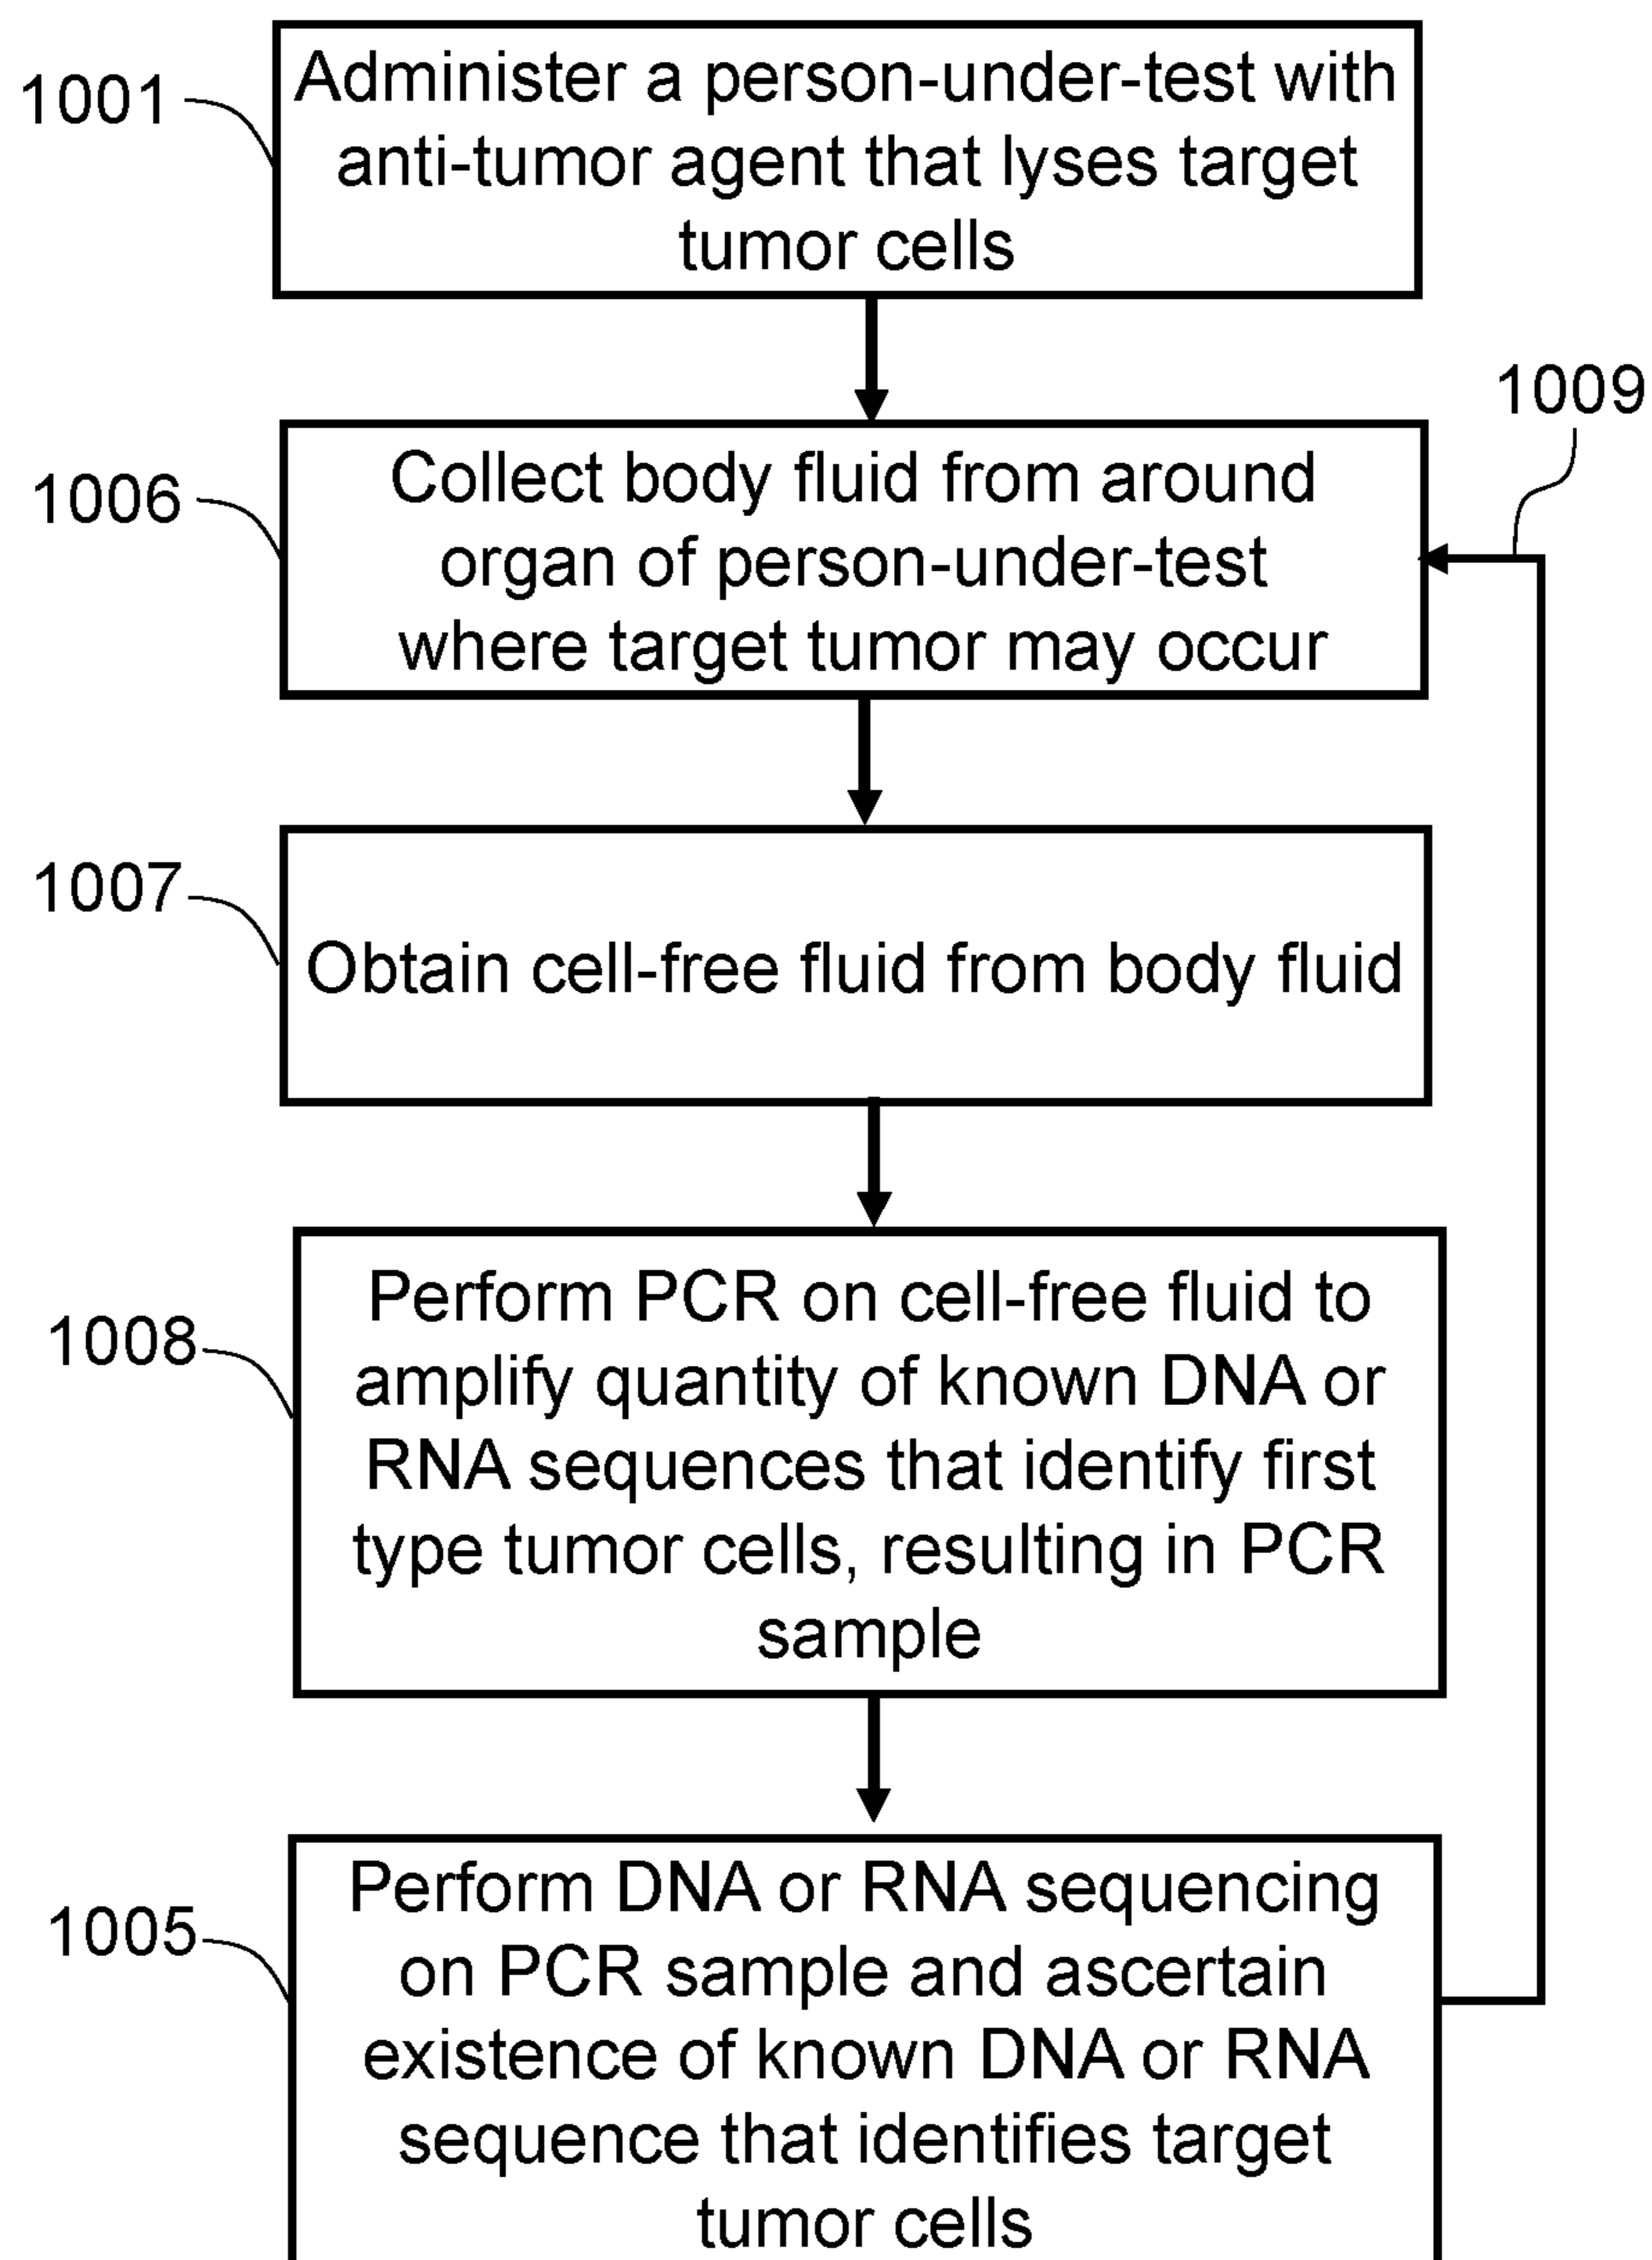 1001
Administer a person-under-test with
anti-tumor agent that lyses target
tumor cells
1009
1006
Collect body fluid from around
organ of person-under-test
where target tumor may occur
1007
Obtain cell-free fluid from body fluid
1008
Perform PCR on cell-free fluid to
amplify quantity of known DNA or
RNA sequences that identify first
type tumor cells, resulting in PCR
sample
1005
Perform DNA or RNA sequencing
on PCR sample and ascertain
existence of known DNA or RNA
sequence that identifies target
tumor cells